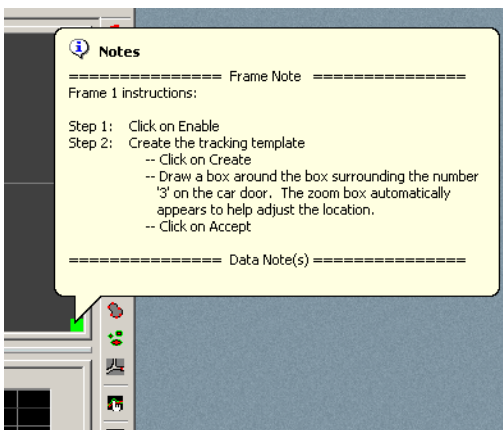 Notes
=============== Frame Note ===============
Frame 1 instructions:
Step 1: Click on Enable
Step 2: Create the tracking template
-- Click on Create
-- Draw a box around the box surrounding the number
'3' on the car door. The zoom box automatically
appears to help adjust the location.
-- Click on Accept
=============== Data Note(s) ===============